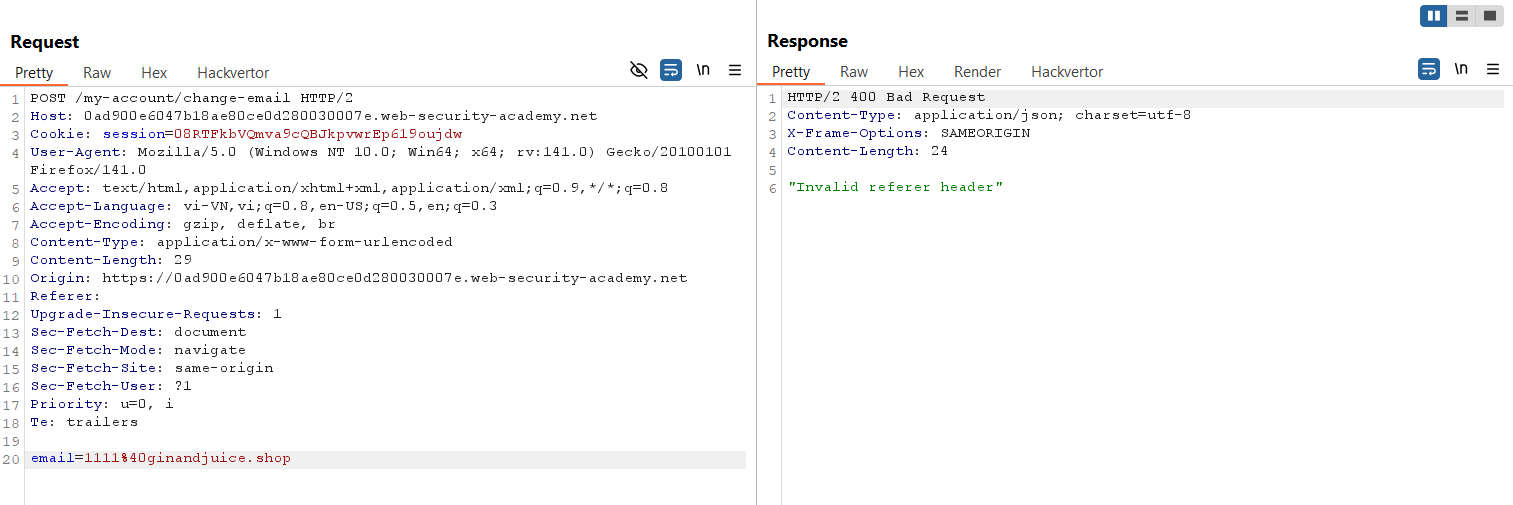 Request
Pretty Raw Hex Hackvertor \n
1 POST /my-account/change-email HTTP/2
2 Host: 0ad900e6047b18ae80ce0d280030007e.web-security-academy.net
3 Cookie: session=08RTFkbVQmva9cQBJkpvwrEp619oujdw
4 User-Agent: Mozilla/5.0 (Windows NT 10.0; Win64; x64; rv:141.0) Gecko/20100101
Firefox/141.0
5 Accept: text/html,application/xhtml+xml,application/xml;q=0.9,*/*;q=0.8
6 Accept-Language: vi-VN,vi;q=0.8,en-US;q=0.5,en;q=0.3
7 Accept-Encoding: gzip, deflate, br
8 Content-Type: application/x-www-form-urlencoded
9 Content-Length: 29
10 Origin: https://0ad900e6047b18ae80ce0d280030007e.web-security-academy.net
11 Referer:
12 Upgrade-Insecure-Requests: 1
13 Sec-Fetch-Dest: document
14 Sec-Fetch-Mode: navigate
15 Sec-Fetch-Site: same-origin
16 Sec-Fetch-User: ?1
17 Priority: u=0, i
18 Te: trailers
19
20 email=1111%40ginandjuice.shop
Response
Pretty Raw Hex Render Hackvertor \n
1 HTTP/2 400 Bad Request
2 Content-Type: application/json; charset=utf-8
3 X-Frame-Options: SAMEORIGIN
4 Content-Length: 24
5
6 "Invalid referer header"